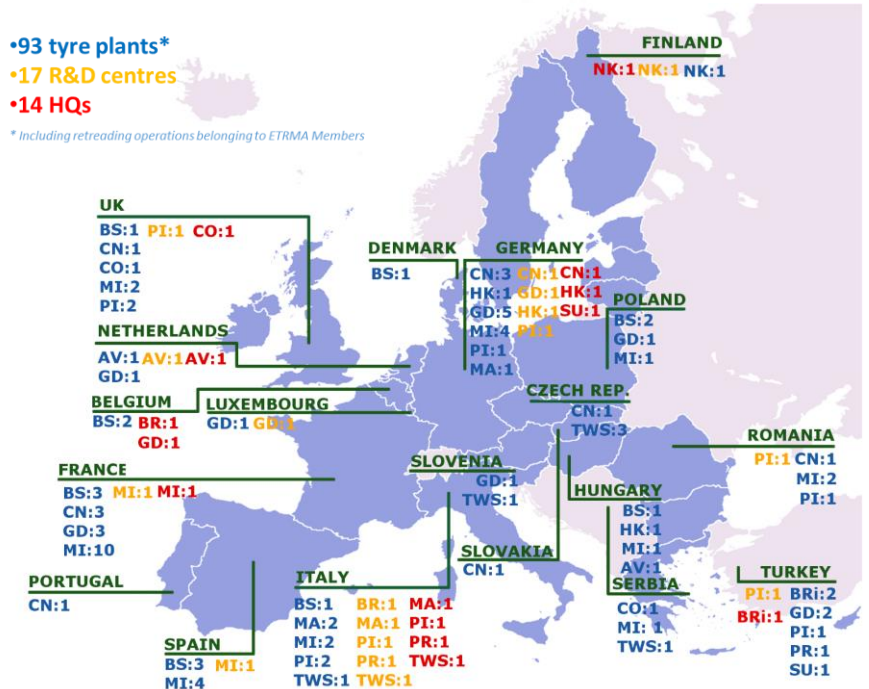 •93 tyre plants*
•17 R&D centres
•14 HQs
* Including retreading operations belonging to ETRMA Members
FINLAND
NK:1 NK:1 NK:1
UK
BS:1 PI:1 CO:1
CN:1
CO:1
MI:2
PI:2
DENMARK
BS:1
GERMANY
CN:3 CN:1 CN:1
HK:1 GD:1 HK:1
GD:5 HK:1 SU:1
MI:4 PI:1
PI:1
MA:1
POLAND
BS:2
GD:1
MI:1
NETHERLANDS
AV:1 AV:1 AV:1
GD:1
BELGIUM
BS:2 BR:1
GD:1
LUXEMBOURG
GD:1 GD:1
CZECH REP.
CN:1
TWS:3
ROMANIA
PI:1 CN:1
MI:2
PI:1
FRANCE
BS:3 MI:1 MI:1
CN:3
GD:3
MI:10
SLOVENIA
GD:1
TWS:1
HUNGARY
BS:1
HK:1
MI:1
AV:1
SLOVAKIA
CN:1
SERBIA
CO:1
MI: 1
TWS:1
TURKEY
PI:1 BRi:2
BRi:1 GD:2
PI:1
PR:1
SU:1
PORTUGAL
CN:1
SPAIN
BS:3 MI:1
MI:4
ITALY
BS:1 BR:1 MA:1
MA:2 MA:1 PI:1
MI:2 PI:1 PR:1
PI:2 PR:1 TWS:1
TWS:1 TWS:1